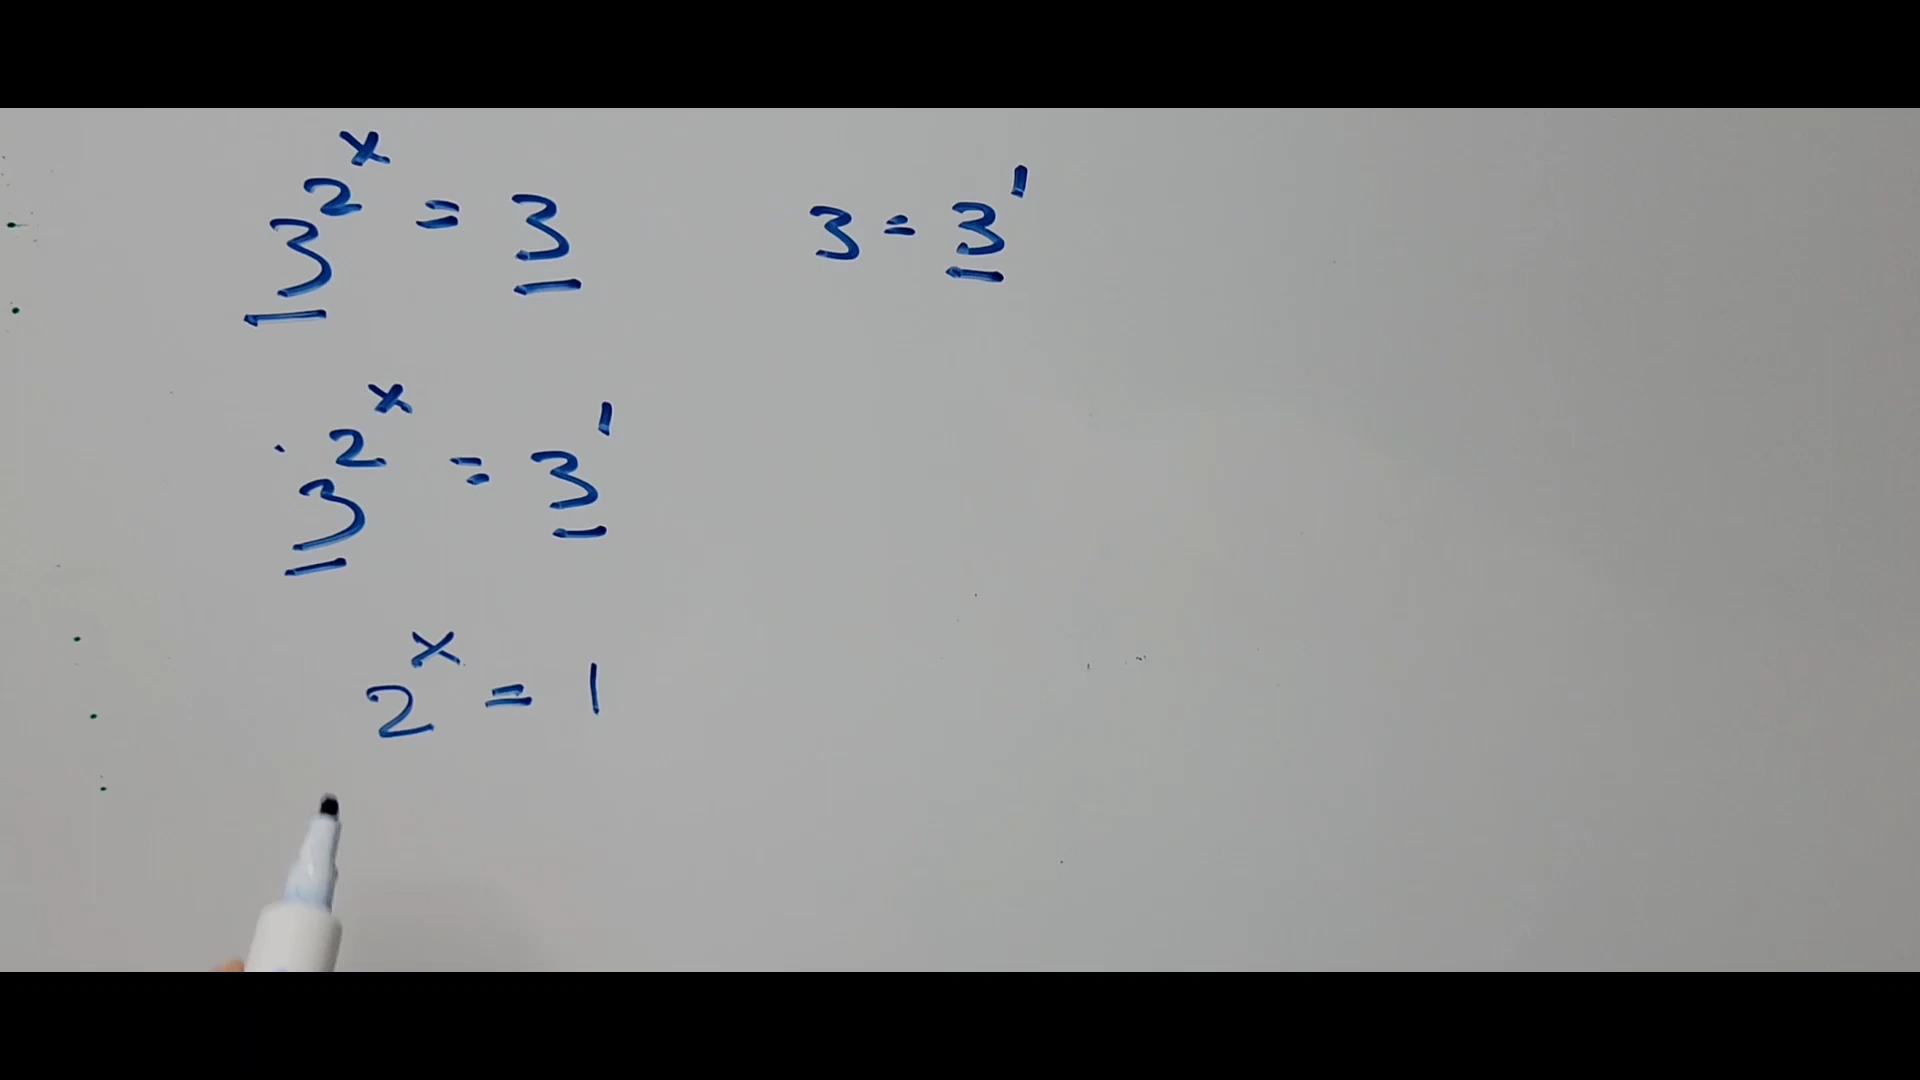 3^2^x = 3
3 = 3^1
3^2^x = 3^1
2^x = 1